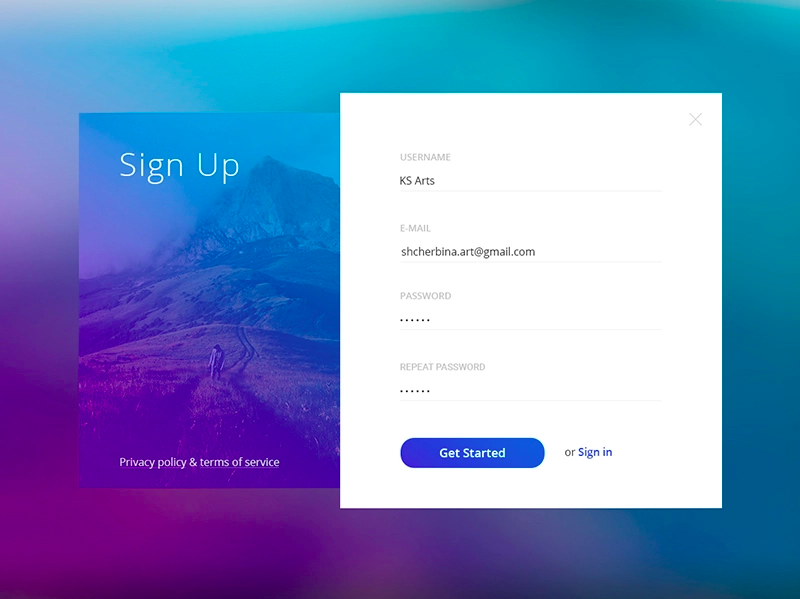 Sign Up
Privacy policy & terms of service
USERNAME
KS Arts
E-MAIL
shcherbina.art@gmail.com
PASSWORD
••••••
REPEAT PASSWORD
••••••
Get Started
or Sign in